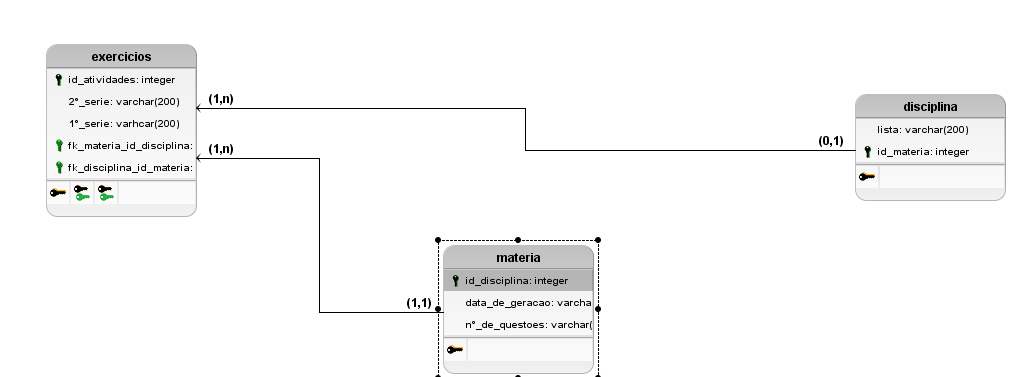 exercicios
id_atividades: integer
2°_serie: varchar(200)
1°_serie: varhcar(200)
fk_materia_id_disciplina:
fk_disciplina_id_materia:
(1,n)
(1,n)
(0,1)
disciplina
lista: varchar(200)
id_materia: integer
(1,1)
materia
id_disciplina: integer
data_de_geracao: varcha
n°_de_questoes: varchar(